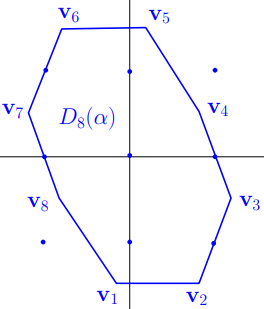 v₆ v₅
v₇ D₈(α) v₄
v₈ v₃
v₁ v₂